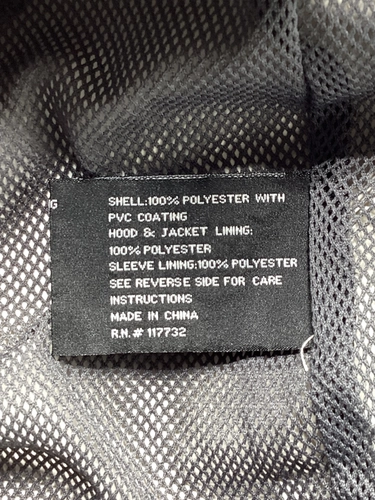 G
SHELL:100% POLYESTER WITH
PVC COATING
HOOD & JACKET LINING:
100% POLYESTER
SLEEVE LINING:100% POLYESTER
SEE REVERSE SIDE FOR CARE
INSTRUCTIONS
MADE IN CHINA
R.N.# 117732